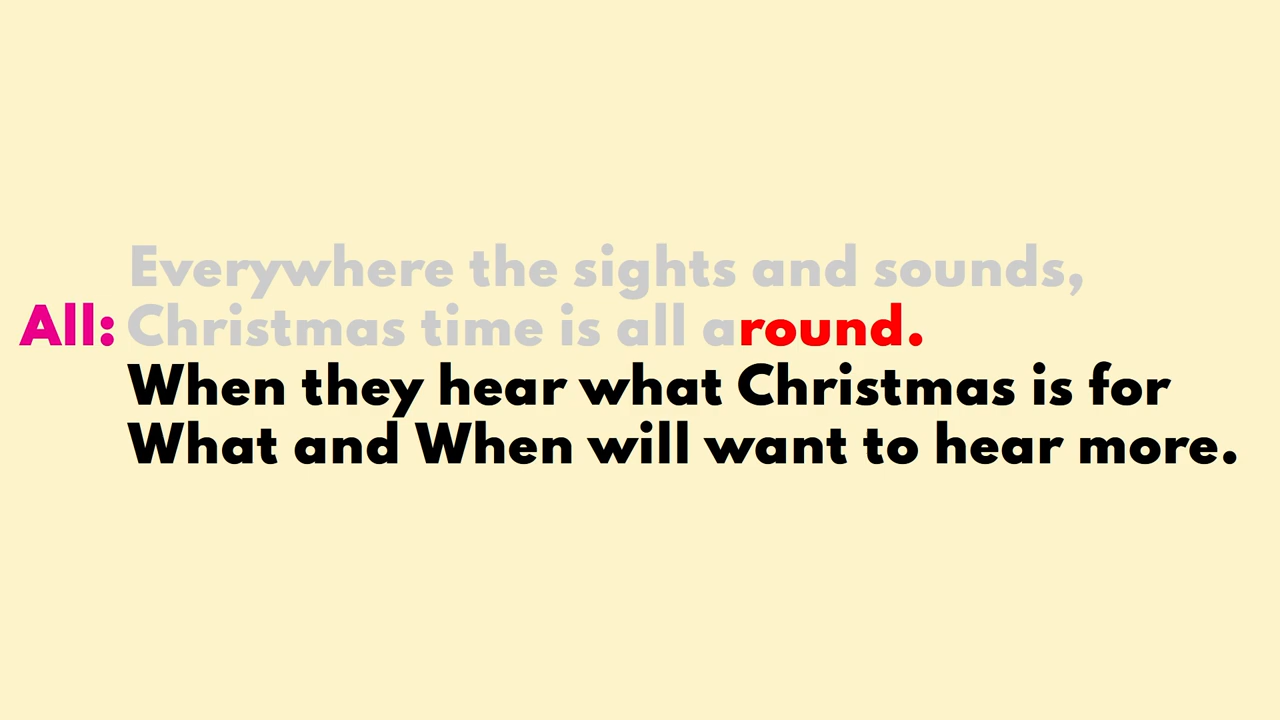 Everywhere the sights and sounds,
All: Christmas time is all around.
When they hear what Christmas is for
What and When will want to hear more.